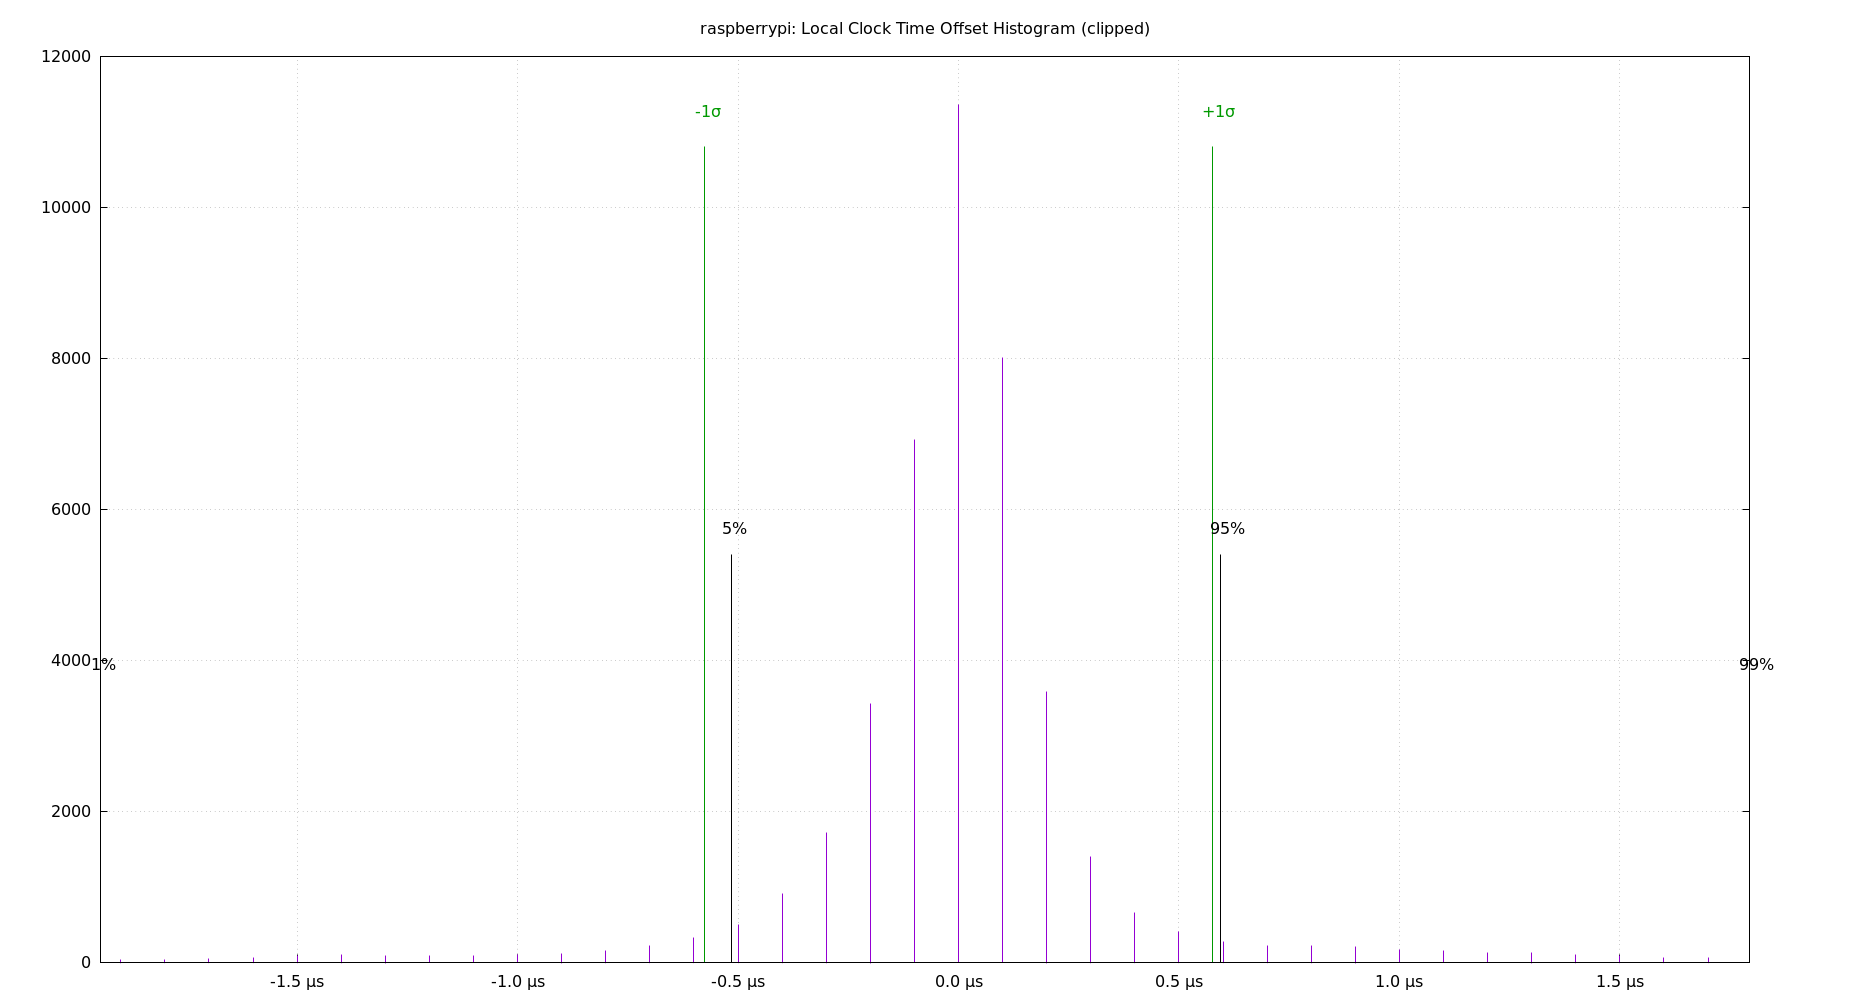 raspberrypi: Local Clock Time Offset Histogram (clipped)
12000
-1σ
+1σ
10000
8000
6000
5%
95%
4000
1%
99%
2000
0
-1.5 µs
-1.0 µs
-0.5 µs
0.0 µs
0.5 µs
1.0 µs
1.5 µs